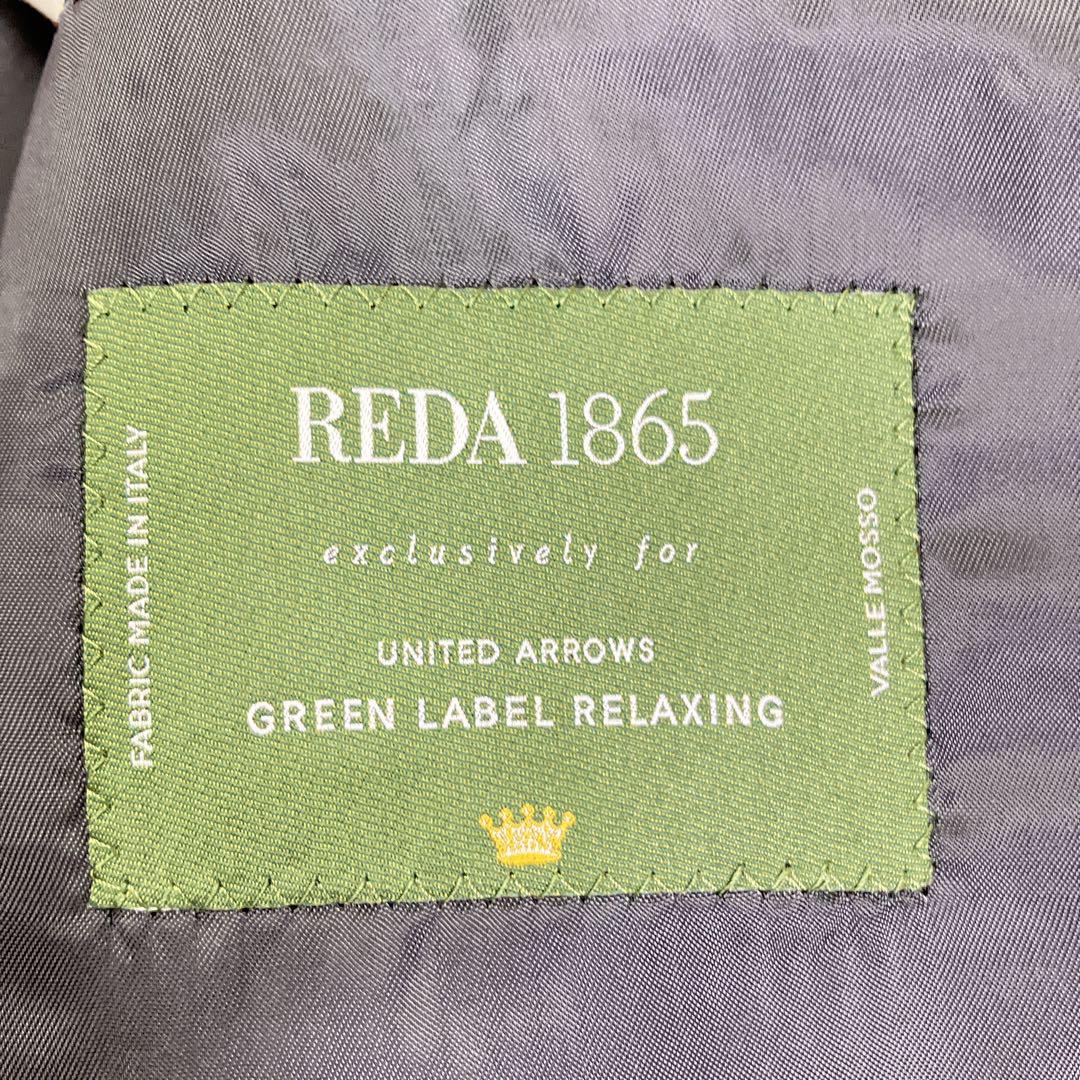 REDA 1865
exclusively for
UNITED ARROWS
GREEN LABEL RELAXING
FABRIC MADE IN ITALY
VALLE MOSSO